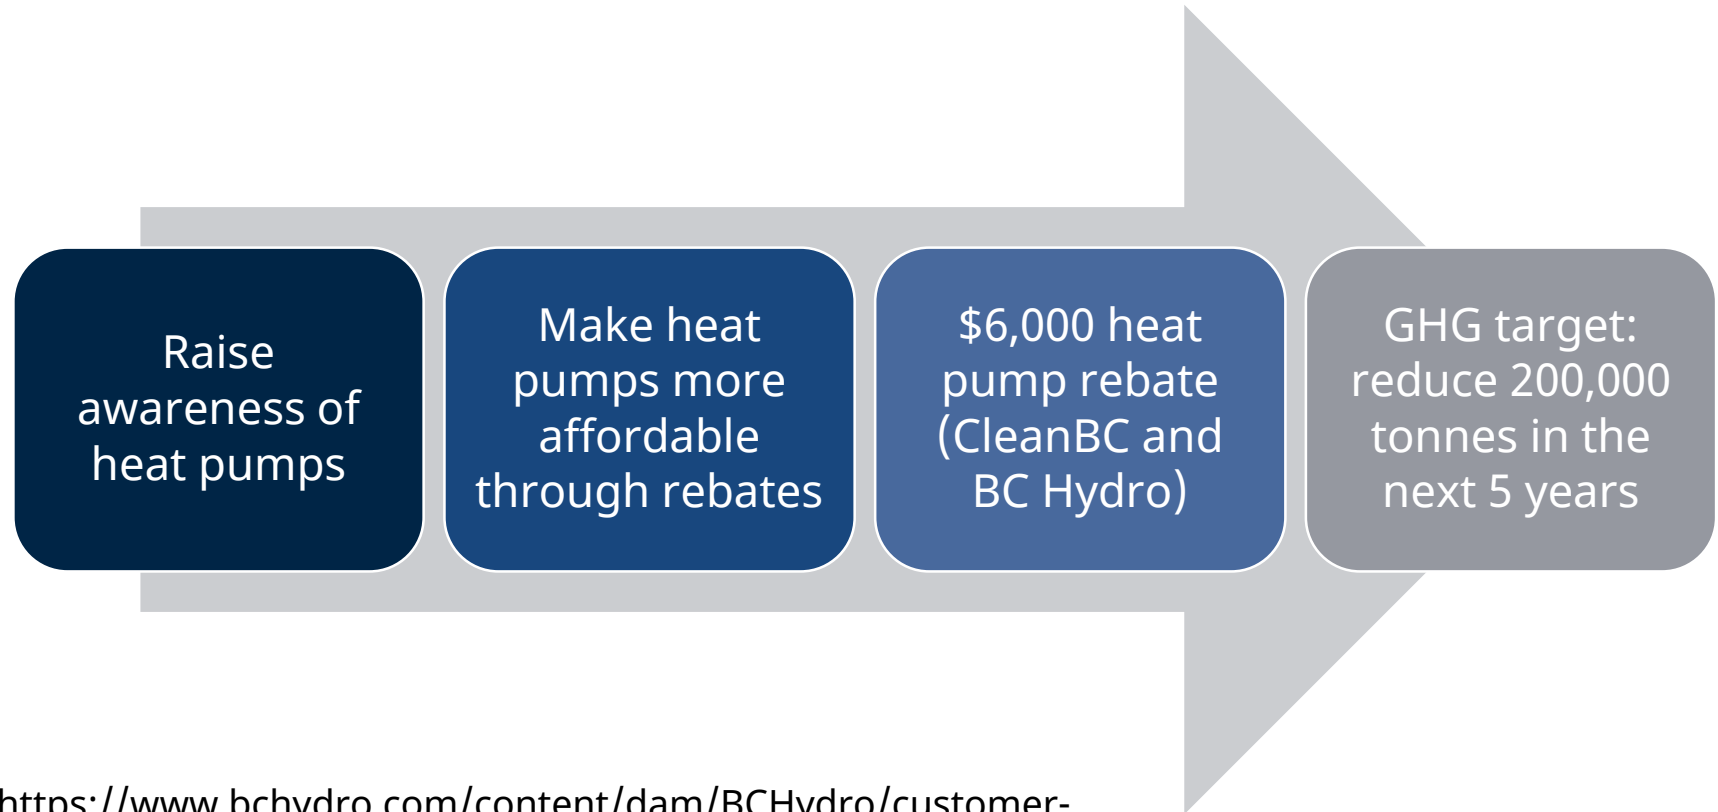 Raise
awareness of
heat pumps
Make heat
pumps more
affordable
through rebates
$6,000 heat
pump rebate
(CleanBC and
BC Hydro)
GHG target:
reduce 200,000
tonnes in the
next 5 years
https://www.bchydro.com/content/dam/BCHydro/customer-